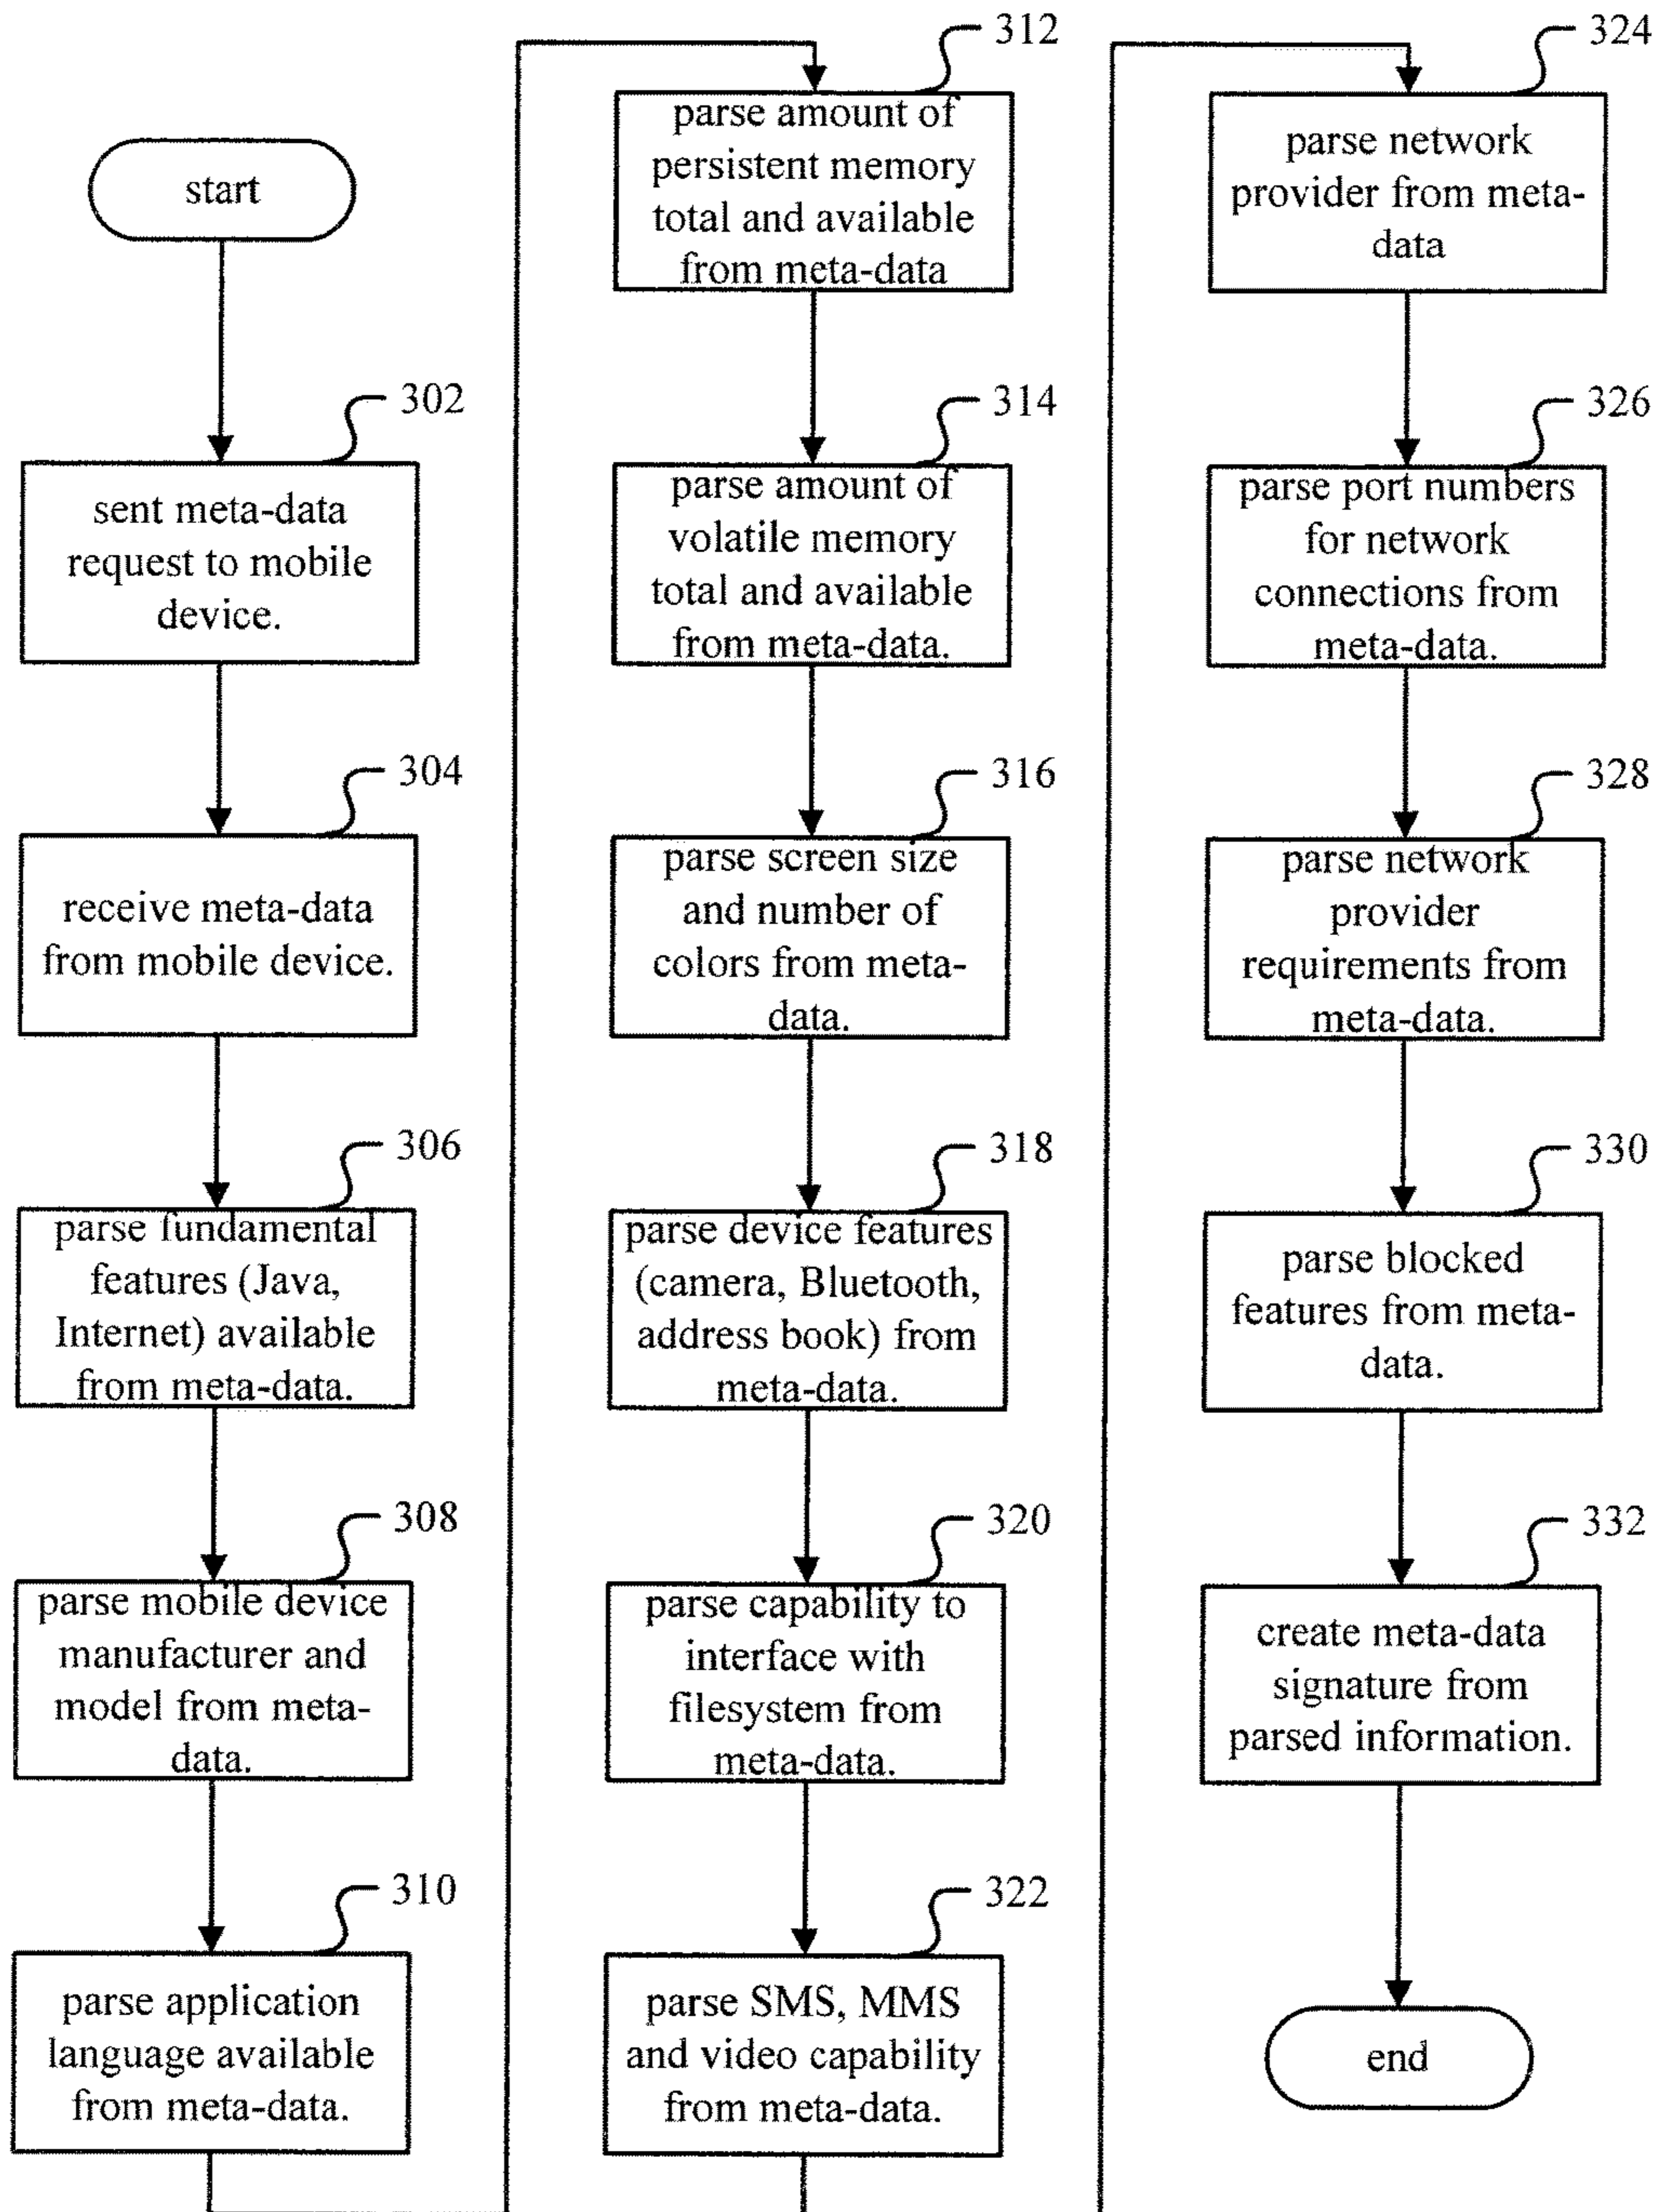 start
302
sent meta-data
request to mobile
device.
304
receive meta-data
from mobile device.
306
parse fundamental
features (Java,
Internet) available
from meta-data.
308
parse mobile device
manufacturer and
model from meta-
data.
310
parse application
language available
from meta-data.
312
parse amount of
persistent memory
total and available
from meta-data
314
parse amount of
volatile memory
total and available
from meta-data.
316
parse screen size
and number of
colors from meta-
data.
318
parse device features
(camera, Bluetooth,
address book) from
meta-data.
320
parse capability to
interface with
filesystem from
meta-data.
322
parse SMS, MMS
and video capability
from meta-data.
324
parse network
provider from meta-
data
326
parse port numbers
for network
connections from
meta-data.
328
parse network
provider
requirements from
meta-data.
330
parse blocked
features from meta-
data.
332
create meta-data
signature from
parsed information.
end